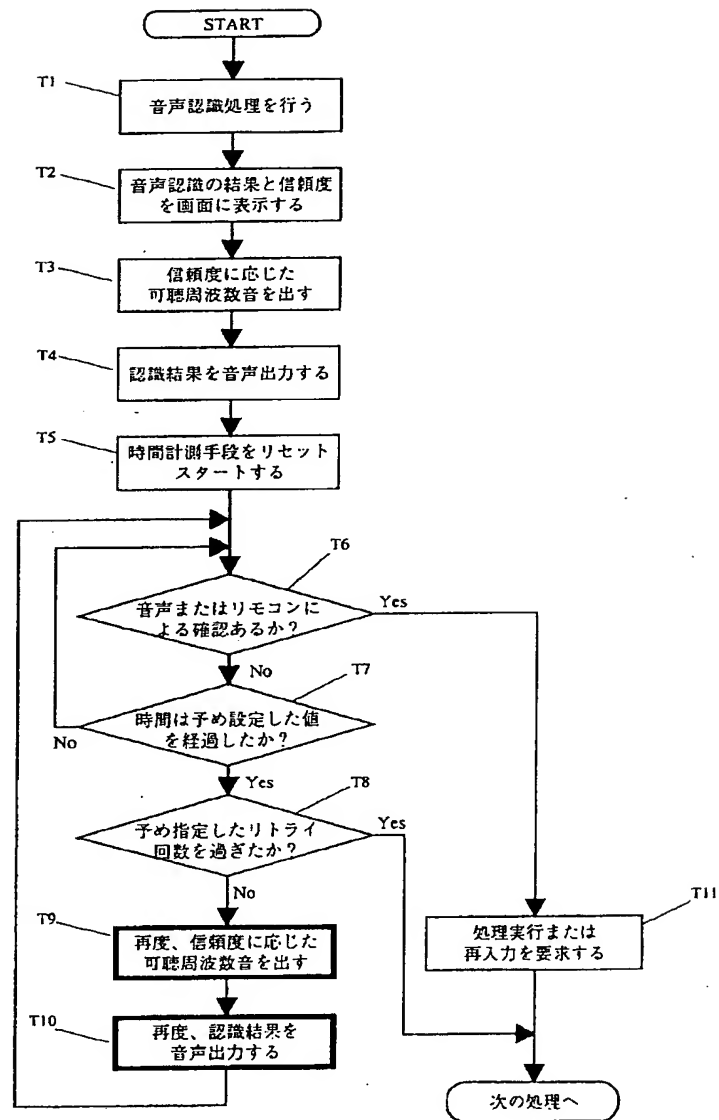 START
T1
音声認識処理を行う
T2
音声認識の結果と信頼度
を画面に表示する
T3
信頼度に応じた
可聴周波数音を出す
T4
認識結果を音声出力する
T5
時間計測手段をリセット
スタートする
T6
音声またはリモコンに
よる確認あるか?
Yes
No
T7
時間は予め設定した値
を経過したか?
No
Yes
T8
予め指定したリトライ
回数を過ぎたか?
Yes
No
T9
再度、信頼度に応じた
可聴周波数音を出す
T11
処理実行または
再入力を要求する
T10
再度、認識結果を
音声出力する
次の処理へ